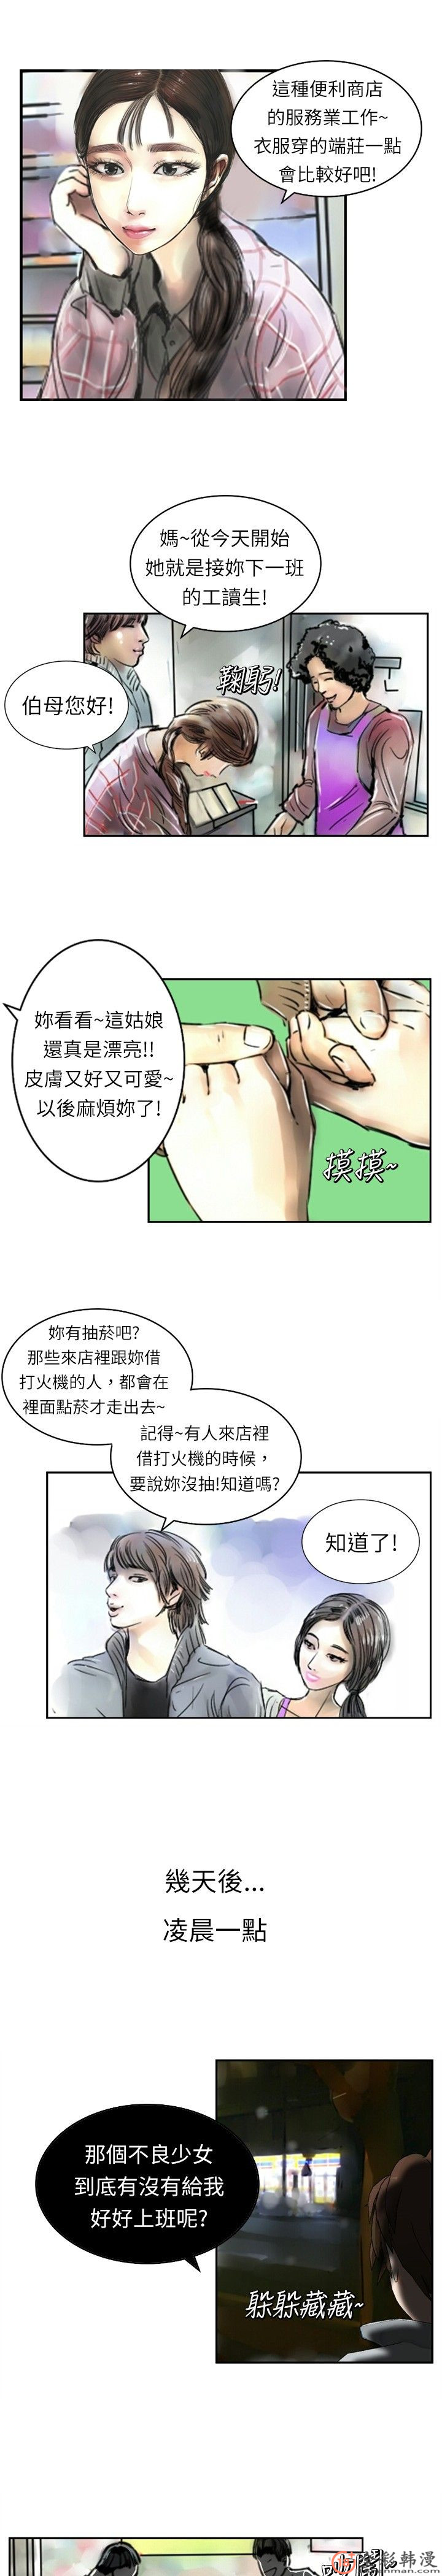 這種便利商店
的服務業工作~
衣服穿的端莊一點
會比較好吧!
媽~從今天開始
她就是接妳下一班
的工讀生!
鞠躬!
伯母您好!
妳看看~這姑娘
還真是漂亮!!
皮膚又好又可愛~
以後麻煩妳了!
摸摸~
妳有抽菸吧?
那些來店裡跟妳借
打火機的人，都會在
裡面點菸才走出去~
記得~有人來店裡
借打火機的時候，
要說妳沒抽!知道嗎?
知道了!
幾天後...
凌晨一點
那個不良少女
到底有沒有給我
好好上班呢?
躲躲藏藏~